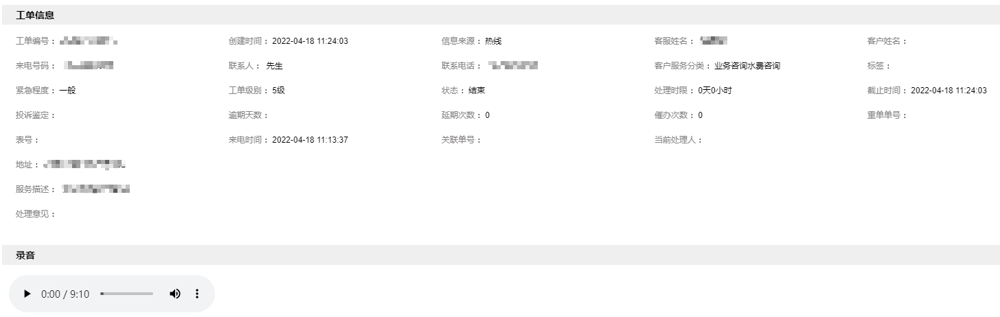 工单信息
工单编号： 创建时间： 2022-04-18 11:24:03 信息来源： 热线 客服姓名： 客户姓名：
来电号码： 联系人： 先生 联系电话： 客户服务分类： 业务咨询水费咨询 标签：
紧急程度： 一般 工单级别： 5级 状态： 结束 处理时限： 0天0小时 截止时间： 2022-04-18 11:24:03
投诉鉴定： 逾期天数： 延期次数： 0 催办次数： 0 重单单号：
表号： 来电时间： 2022-04-18 11:13:37 关联单号： 当前处理人：
地址：
服务描述：
处理意见：
录音
0:00 / 9:10